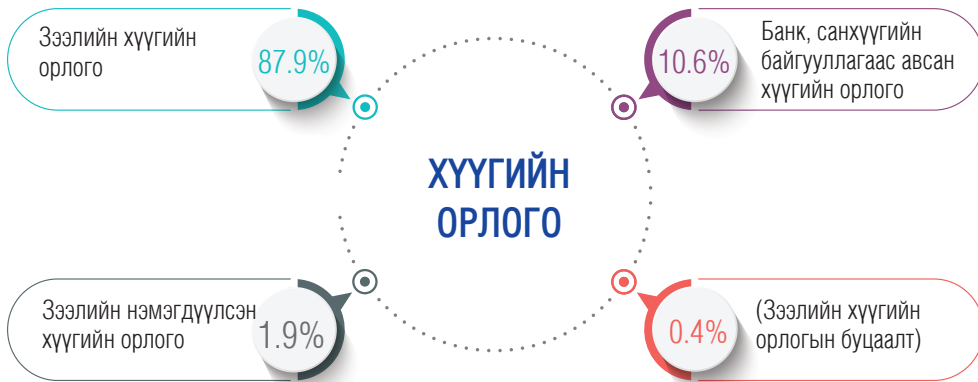 Зээлийн хүүгийн
орлого
87.9%
10.6%
Банк, санхүүгийн
байгууллагаас авсан
хүүгийн орлого
ХҮҮГИЙН
ОРЛОГО
Зээлийн нэмэгдүүлсэн
хүүгийн орлого
1.9%
0.4%
(Зээлийн хүүгийн
орлогын буцаалт)